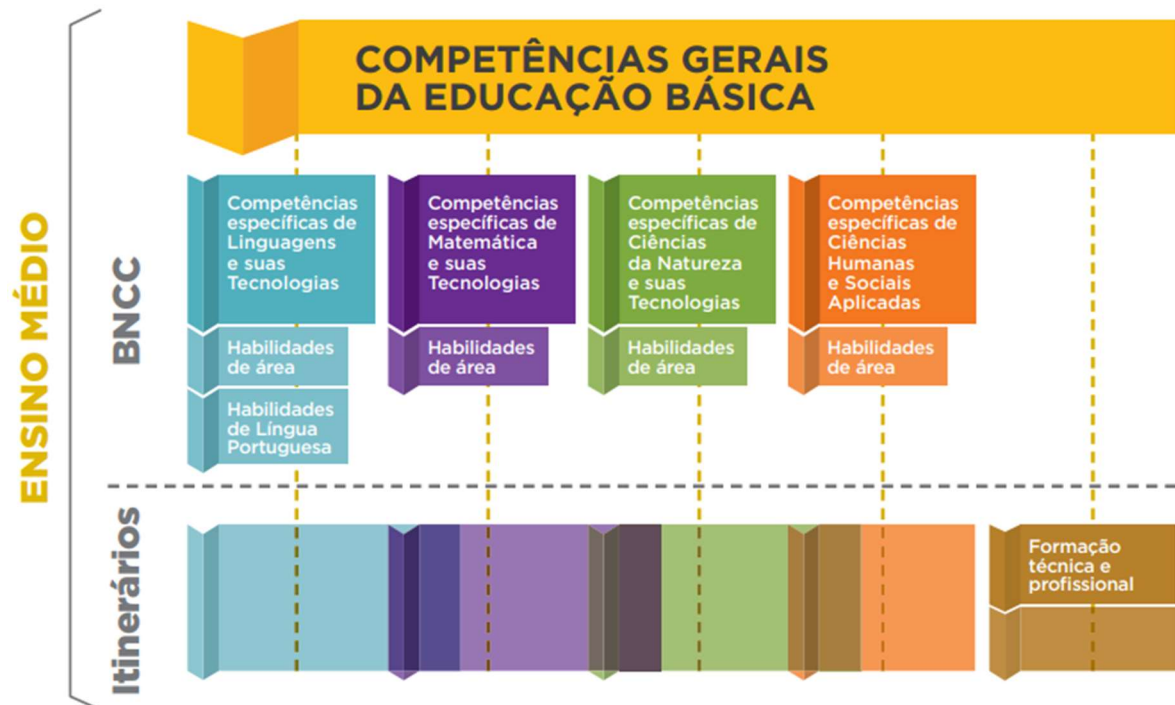 COMPETÊNCIAS GERAIS
DA EDUCAÇÃO BÁSICA
ENSINO MÉDIO
BNCC
Competências
específicas de
Linguagens
e suas
Tecnologias
Habilidades
de área
Habilidades
de Língua
Portuguesa
Competências
específicas de
Matemática
e suas
Tecnologias
Habilidades
de área
Competências
específicas de
Ciências
da Natureza
e suas
Tecnologias
Habilidades
de área
Competências
específicas de
Ciências
Humanas
e Sociais
Aplicadas
Habilidades
de área
Itinerários
Formação
técnica e
profissional